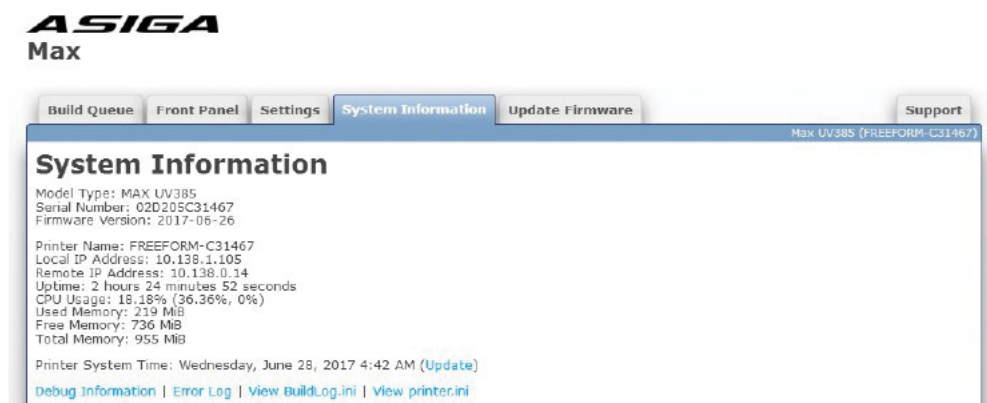 ASIGA
Max
Build Queue Front Panel Settings System Information Update Firmware Support
Max UV385 (FREEFORM-C31467)
System Information
Model Type: MAX UV385
Serial Number: 02D205C31467
Firmware Version: 2017-06-26
Printer Name: FREEFORM-C31467
Local IP Address: 10.138.1.105
Remote IP Address: 10.138.0.14
Uptime: 2 hours 24 minutes 52 seconds
CPU Usage: 18.18% (36.36%, 0%)
Used Memory: 219 MiB
Free Memory: 736 MiB
Total Memory: 955 MiB
Printer System Time: Wednesday, June 28, 2017 4:42 AM (Update)
Debug Information | Error Log | View BuildLog.ini | View printer.ini